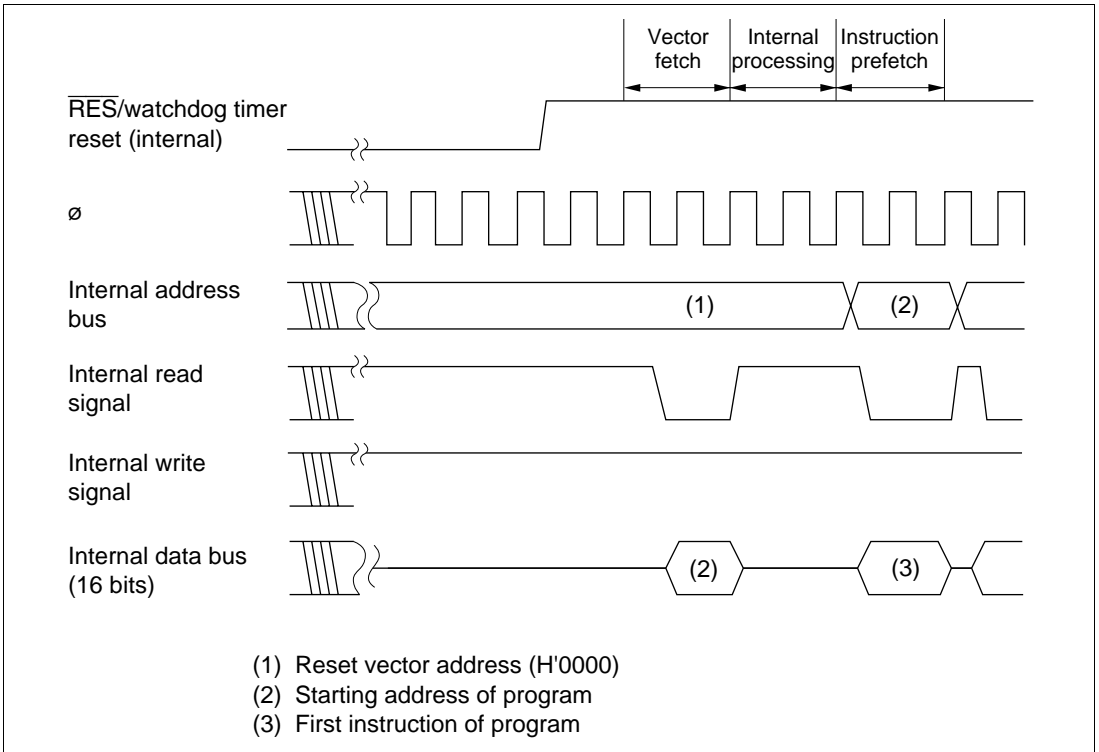 Vector fetch
Internal processing
Instruction prefetch
RES/watchdog timer
reset (internal)
ø
Internal address
bus
(1)
(2)
Internal read
signal
Internal write
signal
Internal data bus
(16 bits)
(2)
(3)
(1) Reset vector address (H'0000)
(2) Starting address of program
(3) First instruction of program